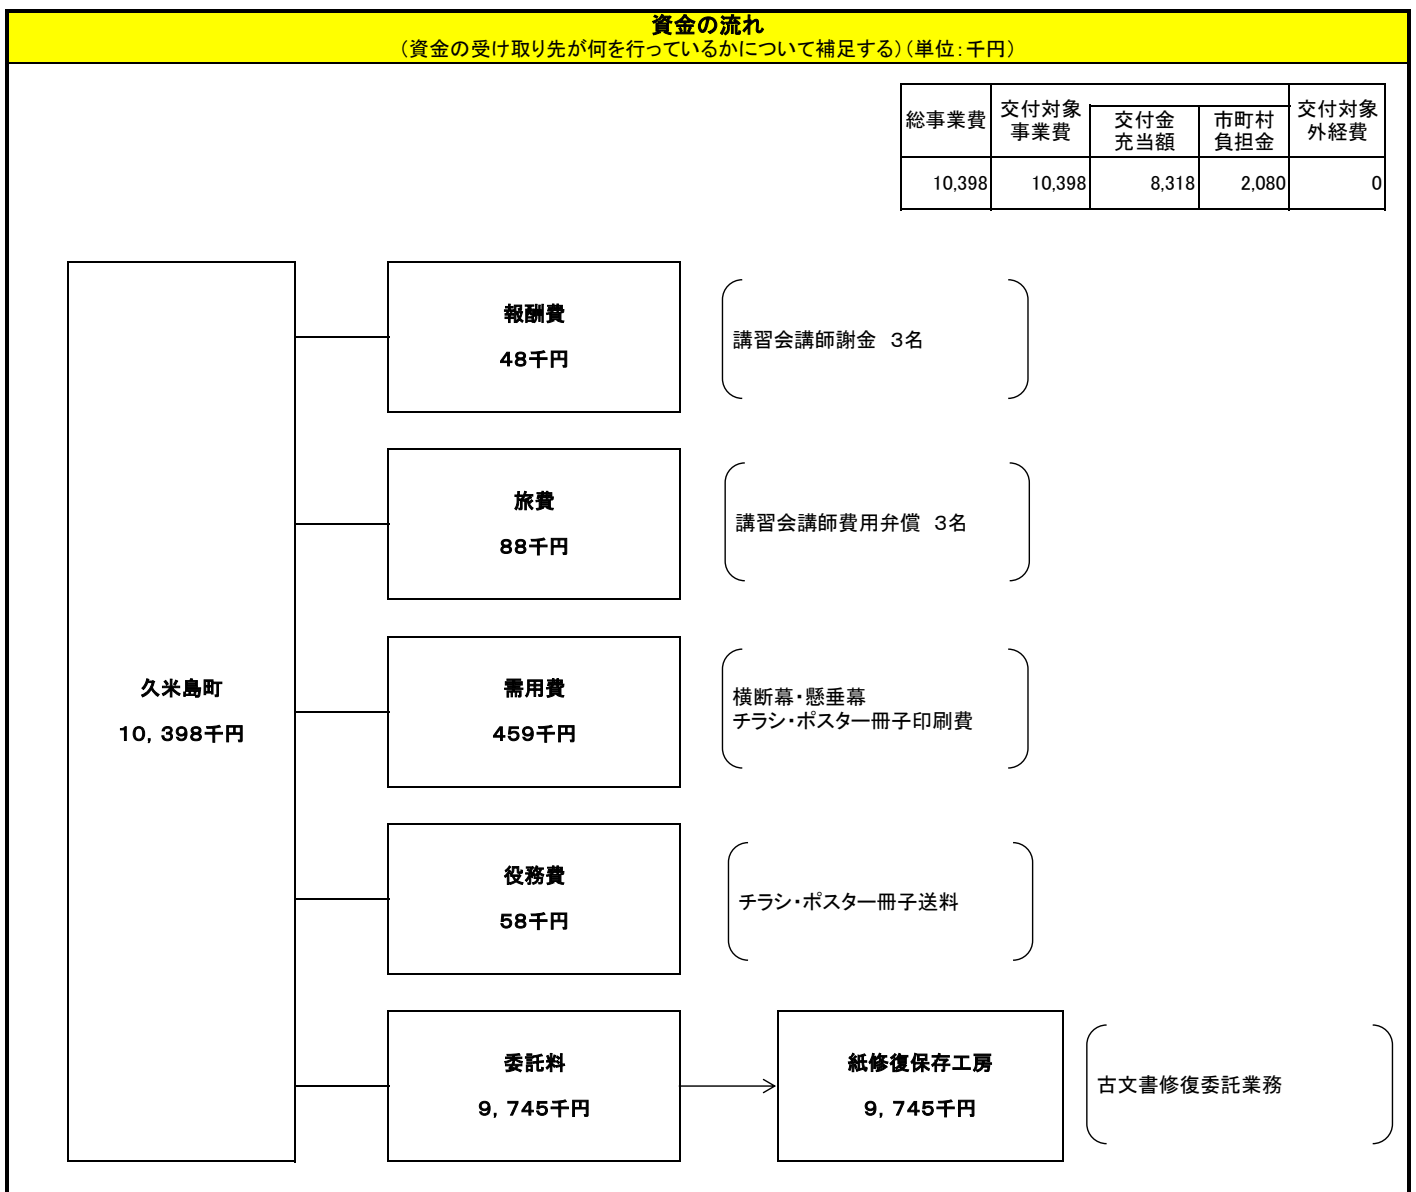 資金の流れ
（資金の受け取り先が何を行っているかについて補足する）（単位：千円）
総事業費
交付対象
事業費
交付金
充当額
市町村
負担金
交付対象
外経費
10,398
10,398
8,318
2,080
0
久米島町
10，398千円
報酬費
48千円
講習会講師謝金　3名
旅費
88千円
講習会講師費用弁償　3名
需用費
459千円
横断幕・懸垂幕
チラシ・ポスター冊子印刷費
役務費
58千円
チラシ・ポスター冊子送料
委託料
9，745千円
紙修復保存工房
9，745千円
古文書修復委託業務